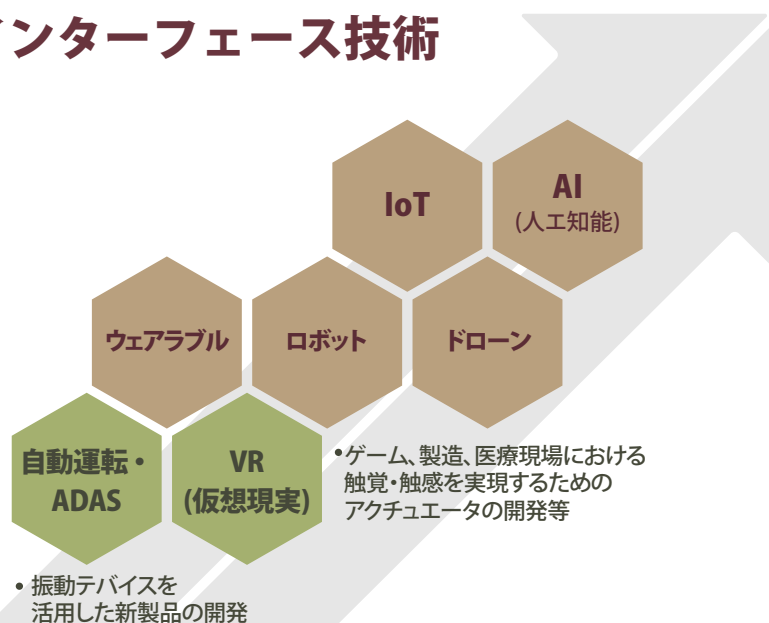 インターフェース技術
IoT
AI
(人工知能)
ウェアラブル
ロボット
ドローン
自動運転・
ADAS
VR
(仮想現実)
•ゲーム、製造、医療現場における
触覚・触感を実現するための
アクチュエータの開発等
• 振動テバイスを
活用した新製品の開発